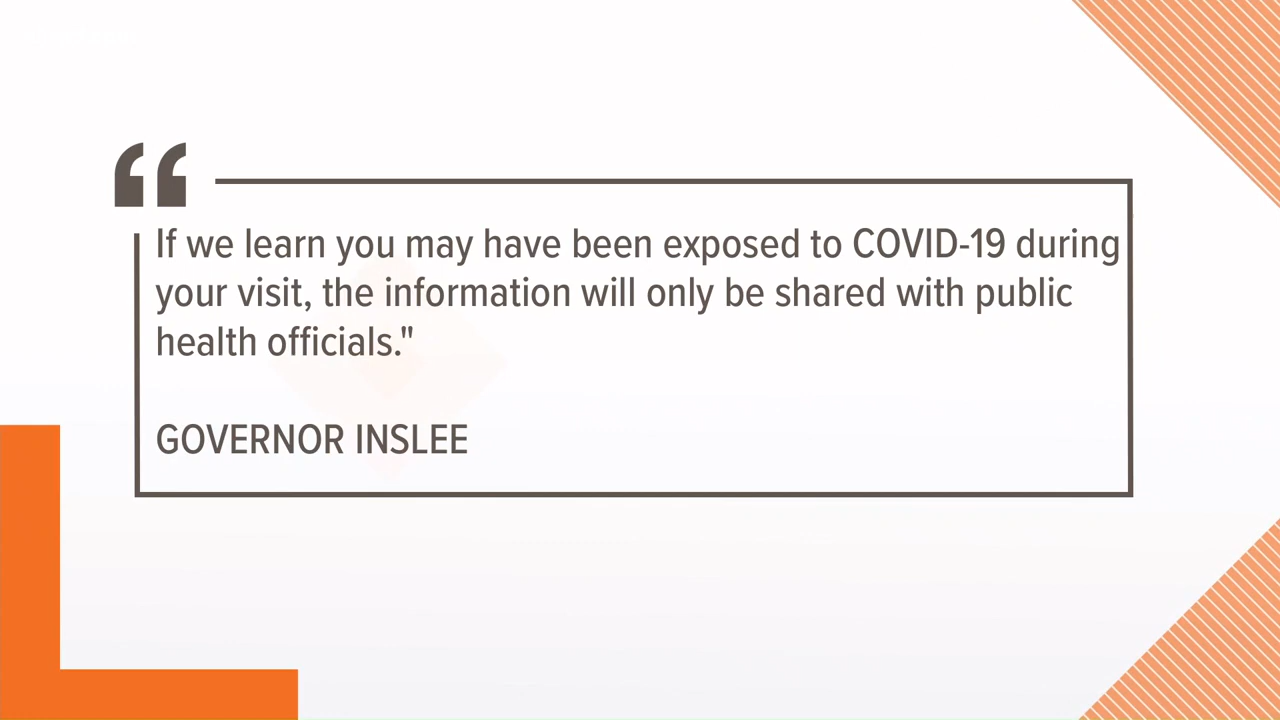 “
If we learn you may have been exposed to COVID-19 during
your visit, the information will only be shared with public
health officials."
GOVERNOR INSLEE